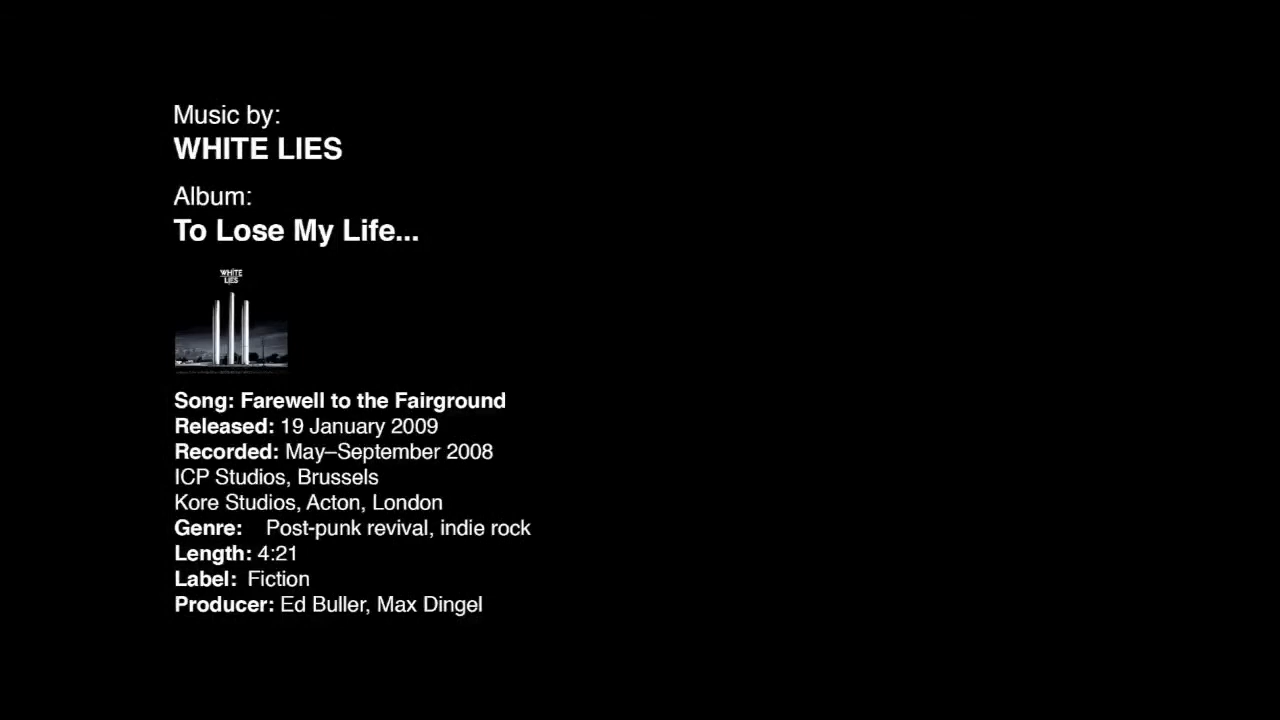 Music by:
WHITE LIES
Album:
To Lose My Life...
WHITE
LIES
Song: Farewell to the Fairground
Released: 19 January 2009
Recorded: May–September 2008
ICP Studios, Brussels
Kore Studios, Acton, London
Genre: Post-punk revival, indie rock
Length: 4:21
Label: Fiction
Producer: Ed Buller, Max Dingel